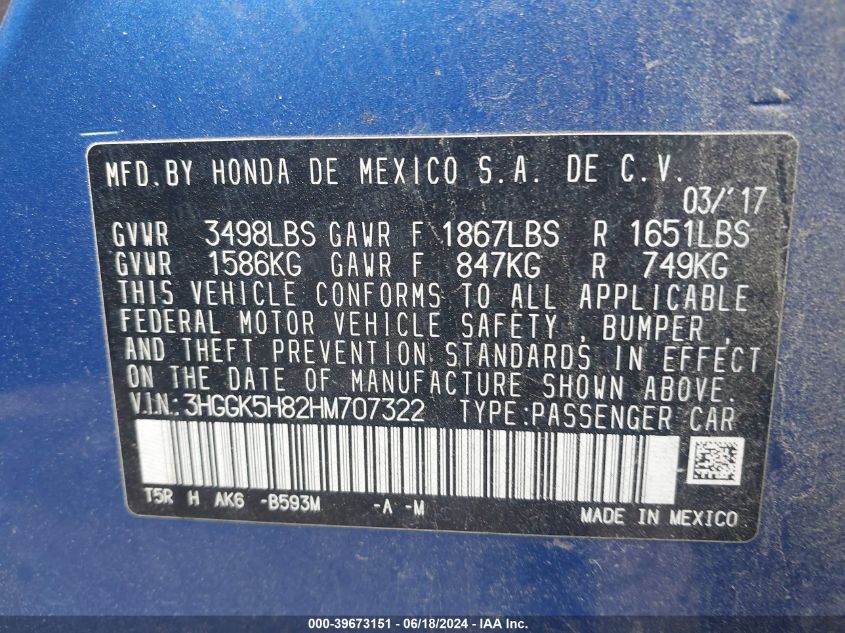 MFD.BY HONDA DE MEXICO S.A. DE C.V.
03/'17
GVWR 3498LBS GAWR F 1867LBS R 1651LBS
GVWR 1586KG GAWR F 847KG R 749KG
THIS VEHICLE CONFORMS TO ALL APPLICABLE
FEDERAL MOTOR VEHICLE SAFETY , BUMPER ,
AND THEFT PREVENTION STANDARDS IN EFFECT
ON THE DATE OF MANUFACTURE SHOWN ABOVE.
V.I.N.: 3HGGK5H82HM707322 TYPE:PASSENGER CAR
T5R H AK6 -B593M -A -M
MADE IN MEXICO
000-39673151 - 06/18/2024 - IAA Inc.